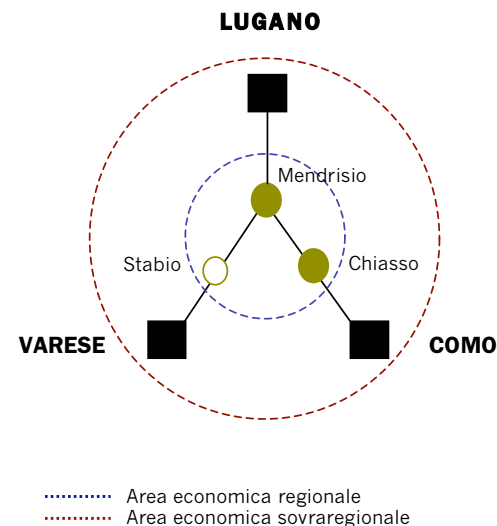 LUGANO
Mendrisio
Stabio
Chiasso
VARESE
COMO
Area economica regionale
Area economica sovraregionale